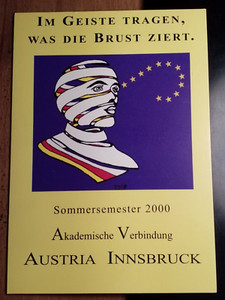 IM GEISTE TRAGEN,
WAS DIE BRUST ZIERT.
Sommersemester 2000
Akademische Verbindung
AUSTRIA INNSBRUCK